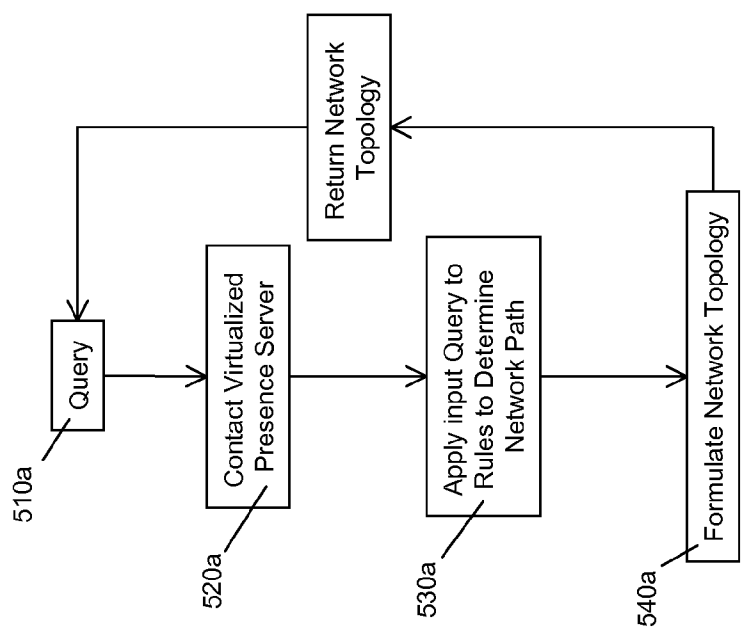 510a
Query
520a
Contact Virtualized
Presence Server
530a
Apply input Query to
Rules to Determine
Network Path
540a
Formulate Network Topology
Return Network
Topology